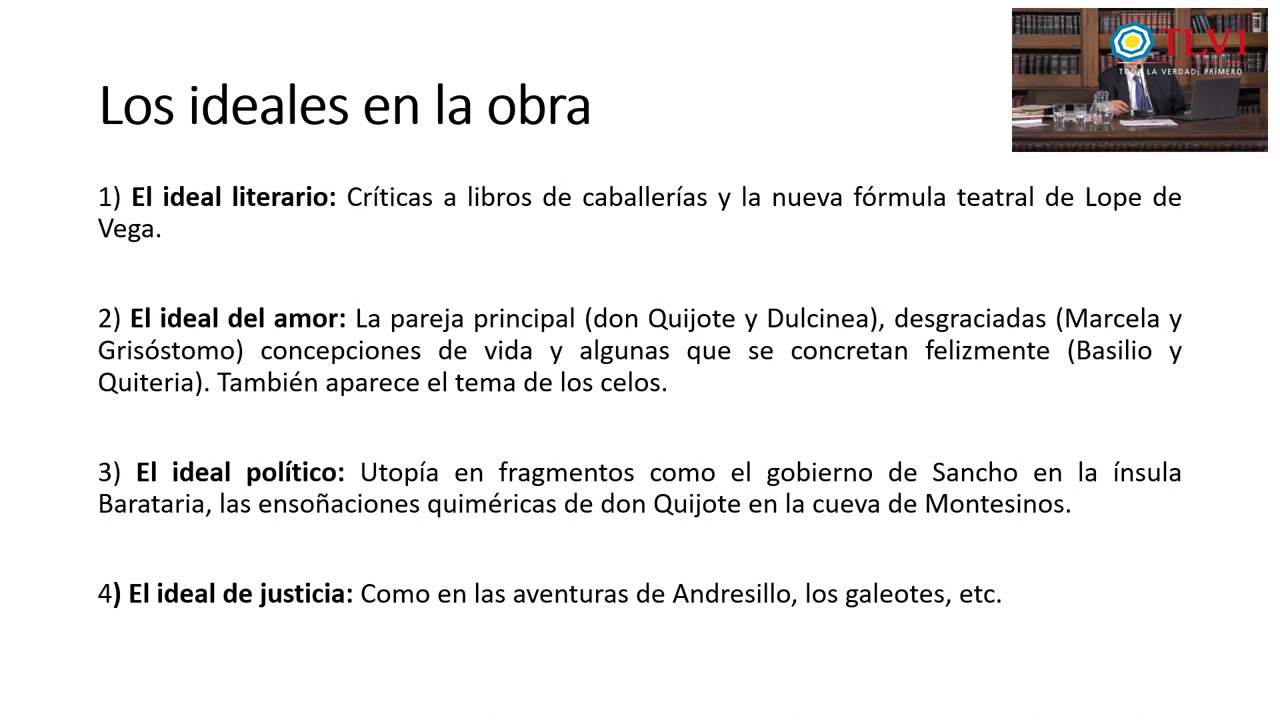 TLV1
TODA LA VERDAD, PRIMERO
Los ideales en la obra
1) El ideal literario: Críticas a libros de caballerías y la nueva fórmula teatral de Lope de
Vega.
2) El ideal del amor: La pareja principal (don Quijote y Dulcinea), desgraciadas (Marcela y
Grisóstomo) concepciones de vida y algunas que se concretan felizmente (Basilio y
Quiteria). También aparece el tema de los celos.
3) El ideal político: Utopía en fragmentos como el gobierno de Sancho en la ínsula
Barataria, las ensoñaciones quiméricas de don Quijote en la cueva de Montesinos.
4) El ideal de justicia: Como en las aventuras de Andresillo, los galeotes, etc.